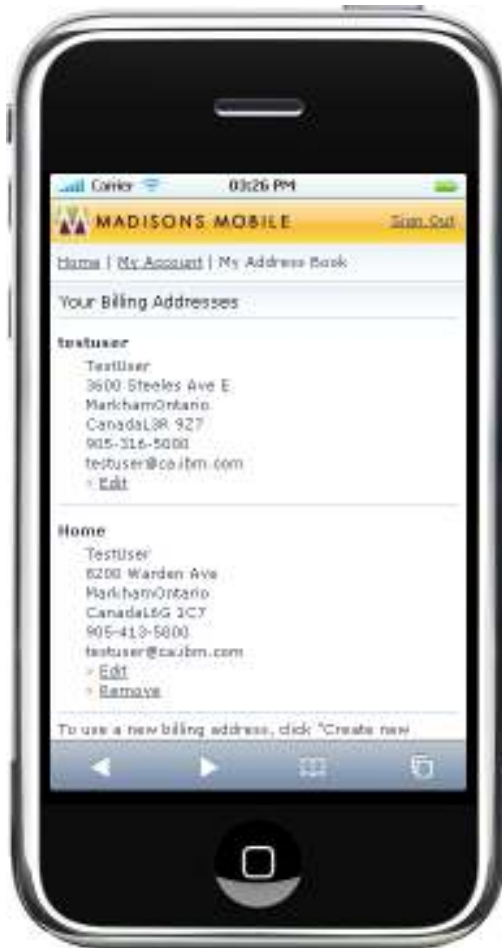 Carrier 03:26 PM
MADISONS MOBILE Sign Out
Home | My Account | My Address Book
Your Billing Addresses
testuser
TestUser
3600 Steeles Ave E
MarkhamOntario
CanadaL3R 9Z7
905-316-5000
testuser@ca.ibm.com
Edit
Home
TestUser
8200 Warden Ave
MarkhamOntario
CanadaL6G 1C7
905-413-5000
testuser@ca.ibm.com
Edit
Remove
To use a new billing address, click "Create new